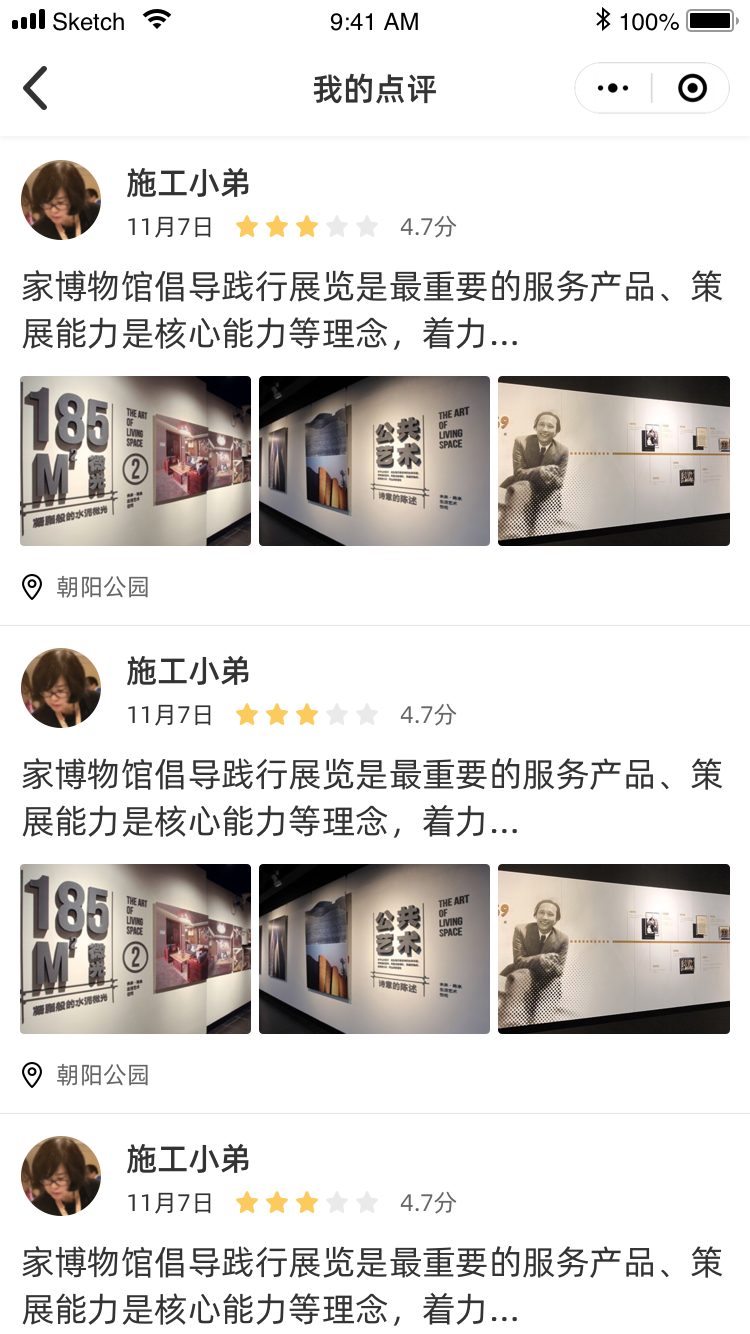 Sketch 9:41 AM 100%
我的点评
施工小弟
11月7日 4.7分
家博物馆倡导践行展览是最重要的服务产品、策
展能力是核心能力等理念，着力...
185
M²
THE ART
OF
LIVING
SPACE
2
公共
艺术
诗意的陈述
THE ART
OF
LIVING
SPACE
朝阳公园
施工小弟
11月7日 4.7分
家博物馆倡导践行展览是最重要的服务产品、策
展能力是核心能力等理念，着力...
185
M²
THE ART
OF
LIVING
SPACE
2
公共
艺术
诗意的陈述
THE ART
OF
LIVING
SPACE
朝阳公园
施工小弟
11月7日 4.7分
家博物馆倡导践行展览是最重要的服务产品、策
展能力是核心能力等理念，着力...